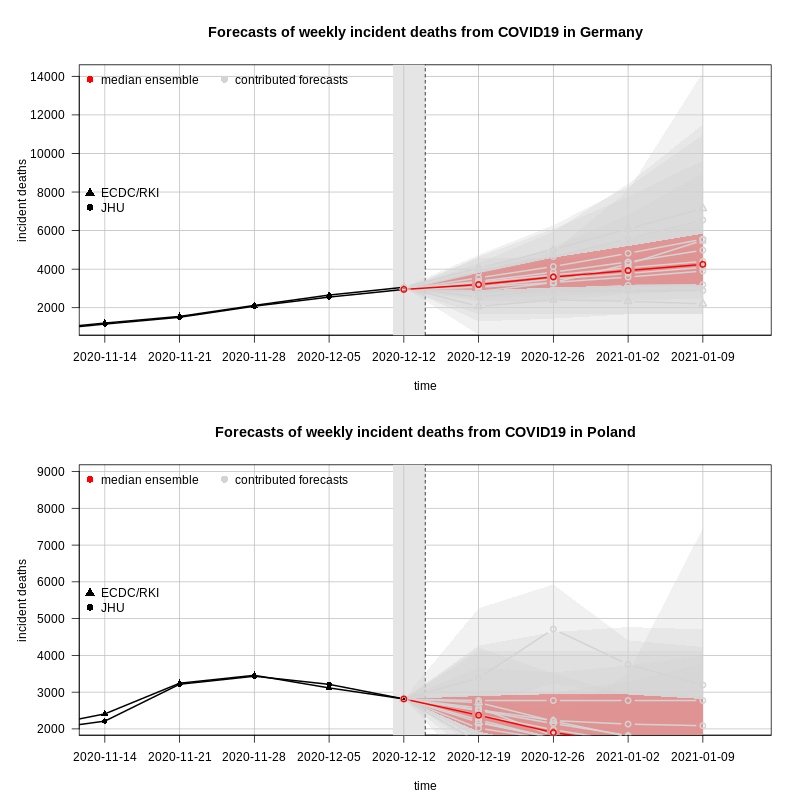 Forecasts of weekly incident deaths from COVID19 in Germany
median ensemble contributed forecasts
ECDC/RKI
JHU
incident deaths
14000
12000
10000
8000
6000
4000
2000
2020-11-14 2020-11-21 2020-11-28 2020-12-05 2020-12-12 2020-12-19 2020-12-26 2021-01-02 2021-01-09
time
Forecasts of weekly incident deaths from COVID19 in Poland
median ensemble contributed forecasts
ECDC/RKI
JHU
incident deaths
9000
8000
7000
6000
5000
4000
3000
2000
2020-11-14 2020-11-21 2020-11-28 2020-12-05 2020-12-12 2020-12-19 2020-12-26 2021-01-02 2021-01-09
time